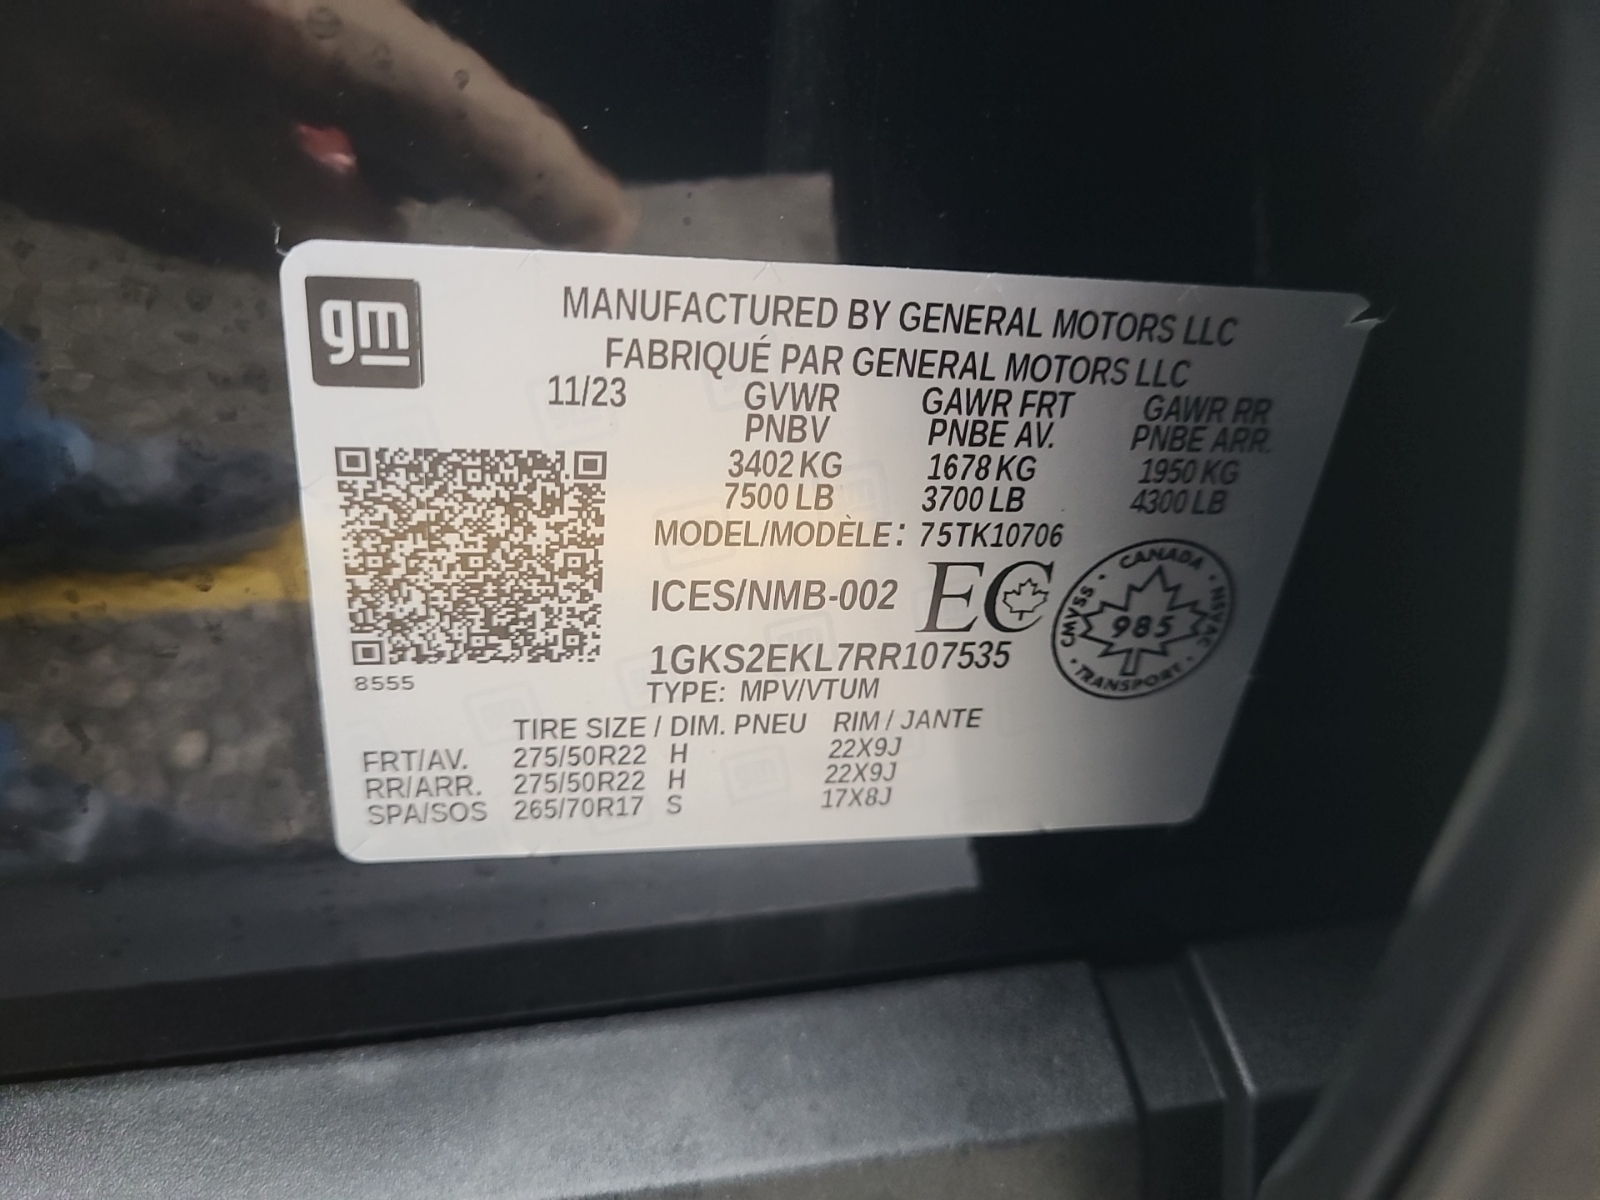 gm
MANUFACTURED BY GENERAL MOTORS LLC
FABRIQUÉ PAR GENERAL MOTORS LLC
11/23 GVWR GAWR FRT GAWR RR
PNBV PNBE AV. PNBE ARR.
3402 KG 1678 KG 1950 KG
7500 LB 3700 LB 4300 LB
MODEL/MODÈLE: 75TK10706
ICES/NMB-002 EC
CANADA · NSVAC · TRANSPORT · CMVSS ·
985
1GKS2EKL7RR107535
8555
TYPE: MPV/VTUM
TIRE SIZE / DIM. PNEU RIM / JANTE
FRT/AV. 275/50R22 H 22X9J
RR/ARR. 275/50R22 H 22X9J
SPA/SOS 265/70R17 S 17X8J